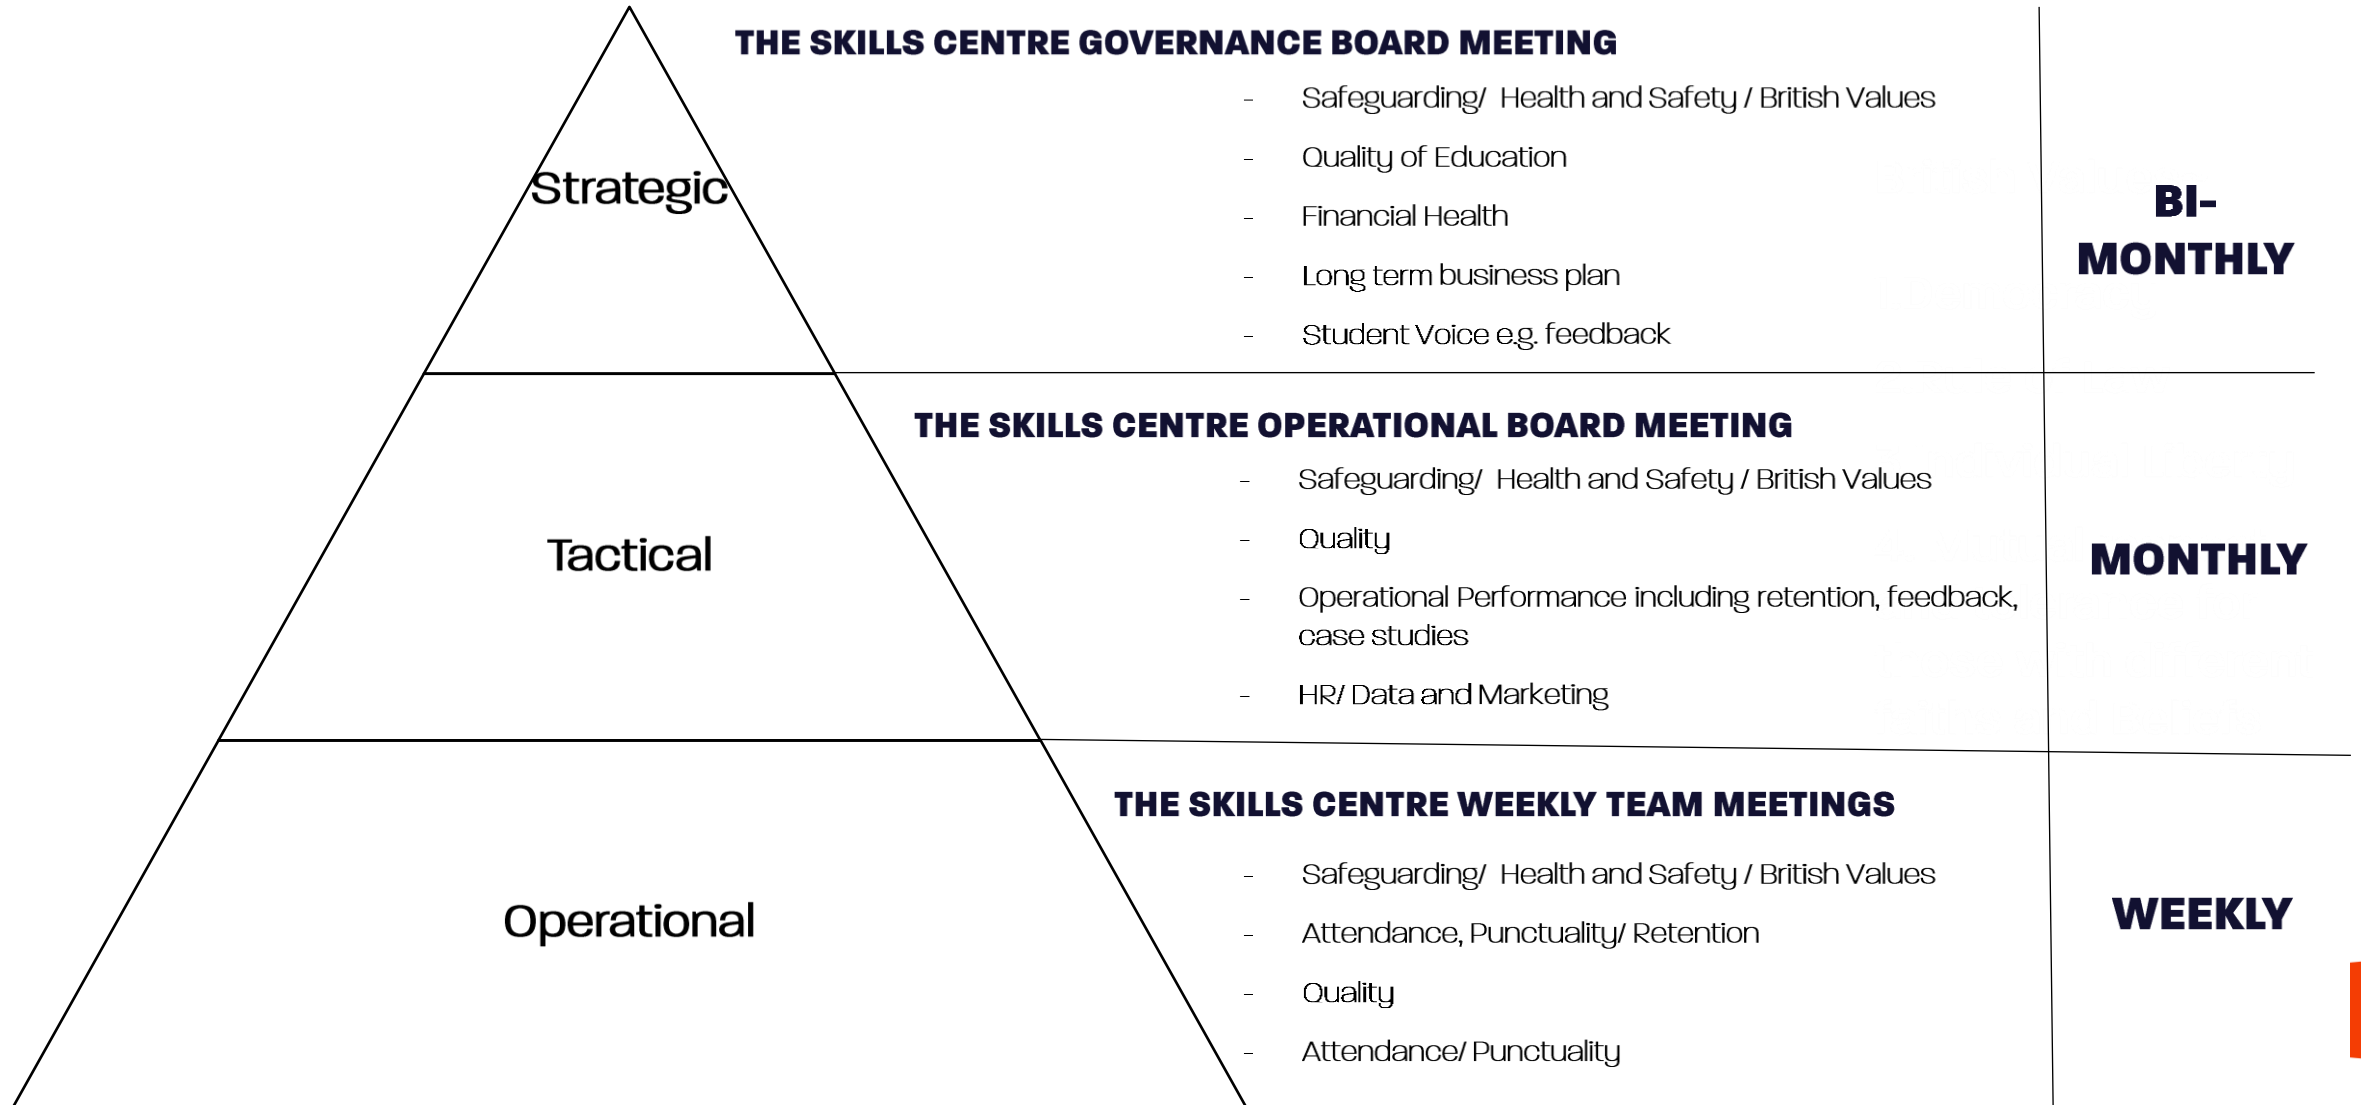 THE SKILLS CENTRE GOVERNANCE BOARD MEETING
- Safeguarding/ Health and Safety / British Values
- Quality of Education
- Financial Health
- Long term business plan
- Student Voice e.g. feedback
Strategic
BI-
MONTHLY
THE SKILLS CENTRE OPERATIONAL BOARD MEETING
- Safeguarding/ Health and Safety / British Values
- Quality
- Operational Performance including retention, feedback,
case studies
- HR/ Data and Marketing
Tactical
MONTHLY
THE SKILLS CENTRE WEEKLY TEAM MEETINGS
- Safeguarding/ Health and Safety / British Values
- Attendance, Punctuality/ Retention
- Quality
- Attendance/ Punctuality
Operational
WEEKLY